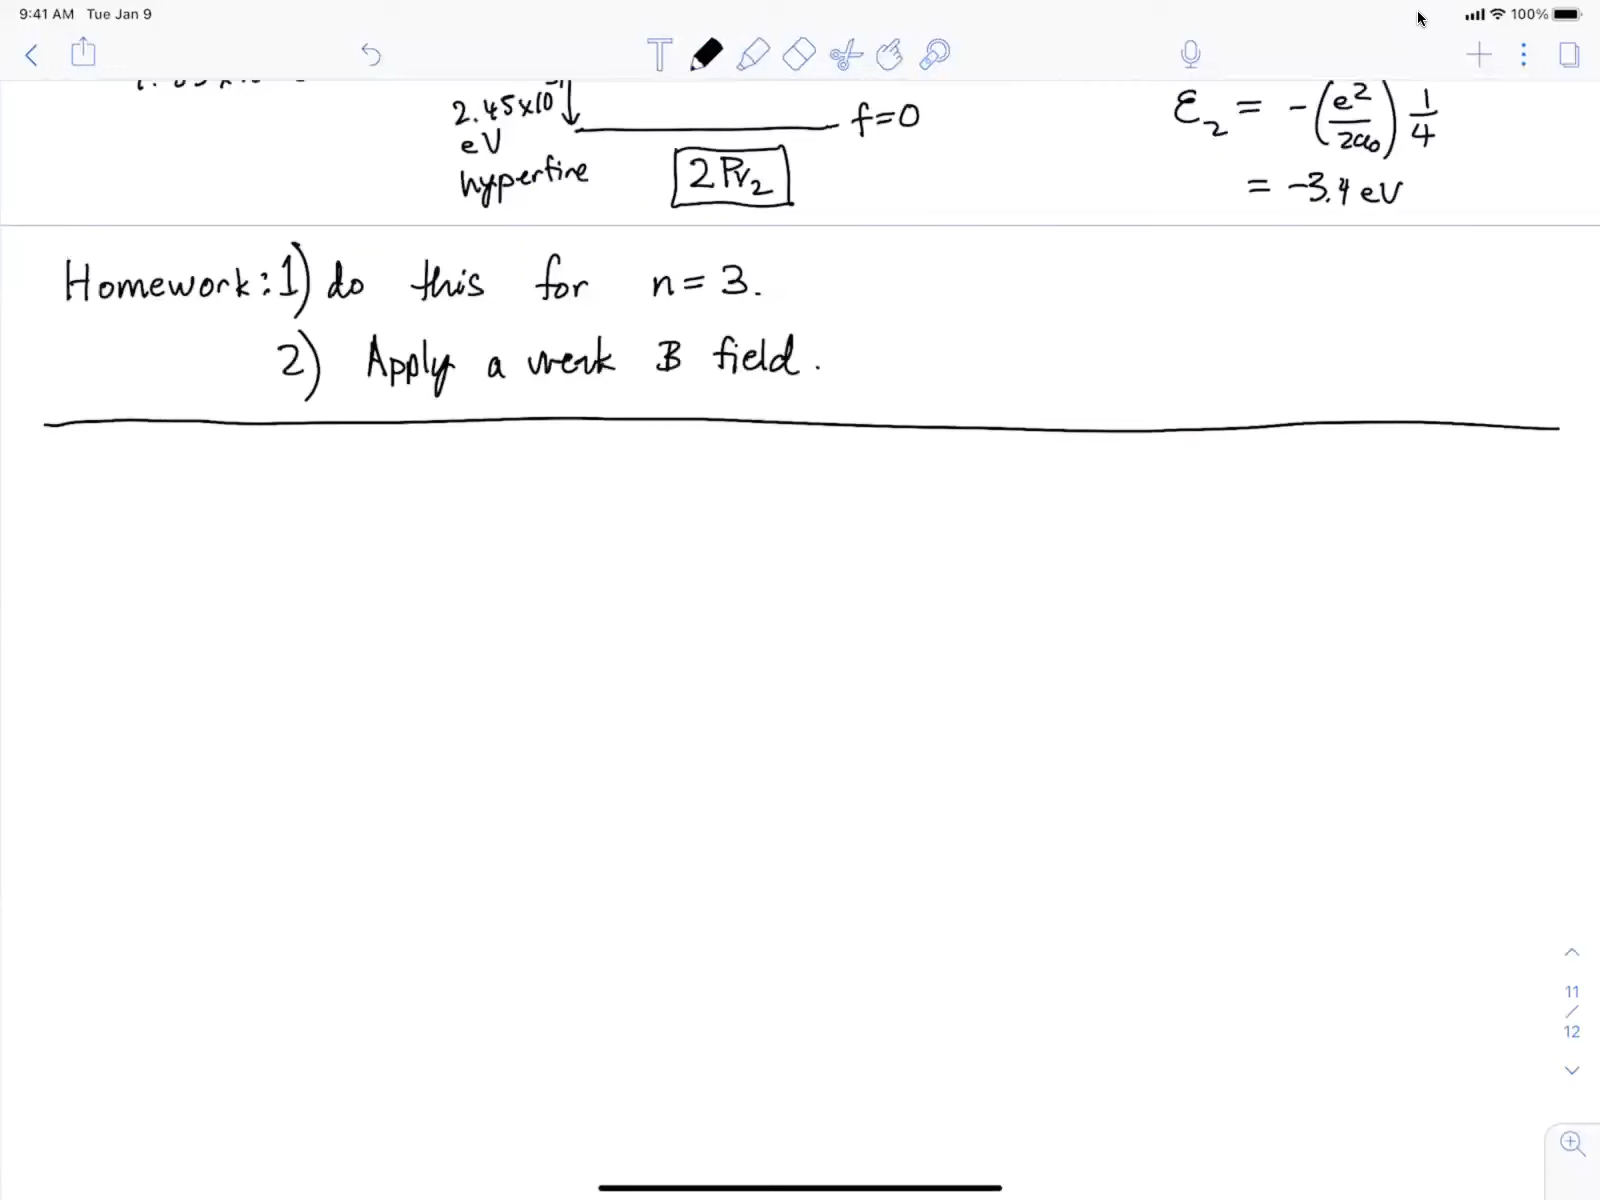 9:41 AM Tue Jan 9
100%
T
2.45x10
eV
hyperfine
f=0
2P1/2
ℰ2 = -(e2/2a0) 1/4
= -3.4 eV
Homework: 1) do this for n = 3.
2) Apply a weak B field.
11
/
12